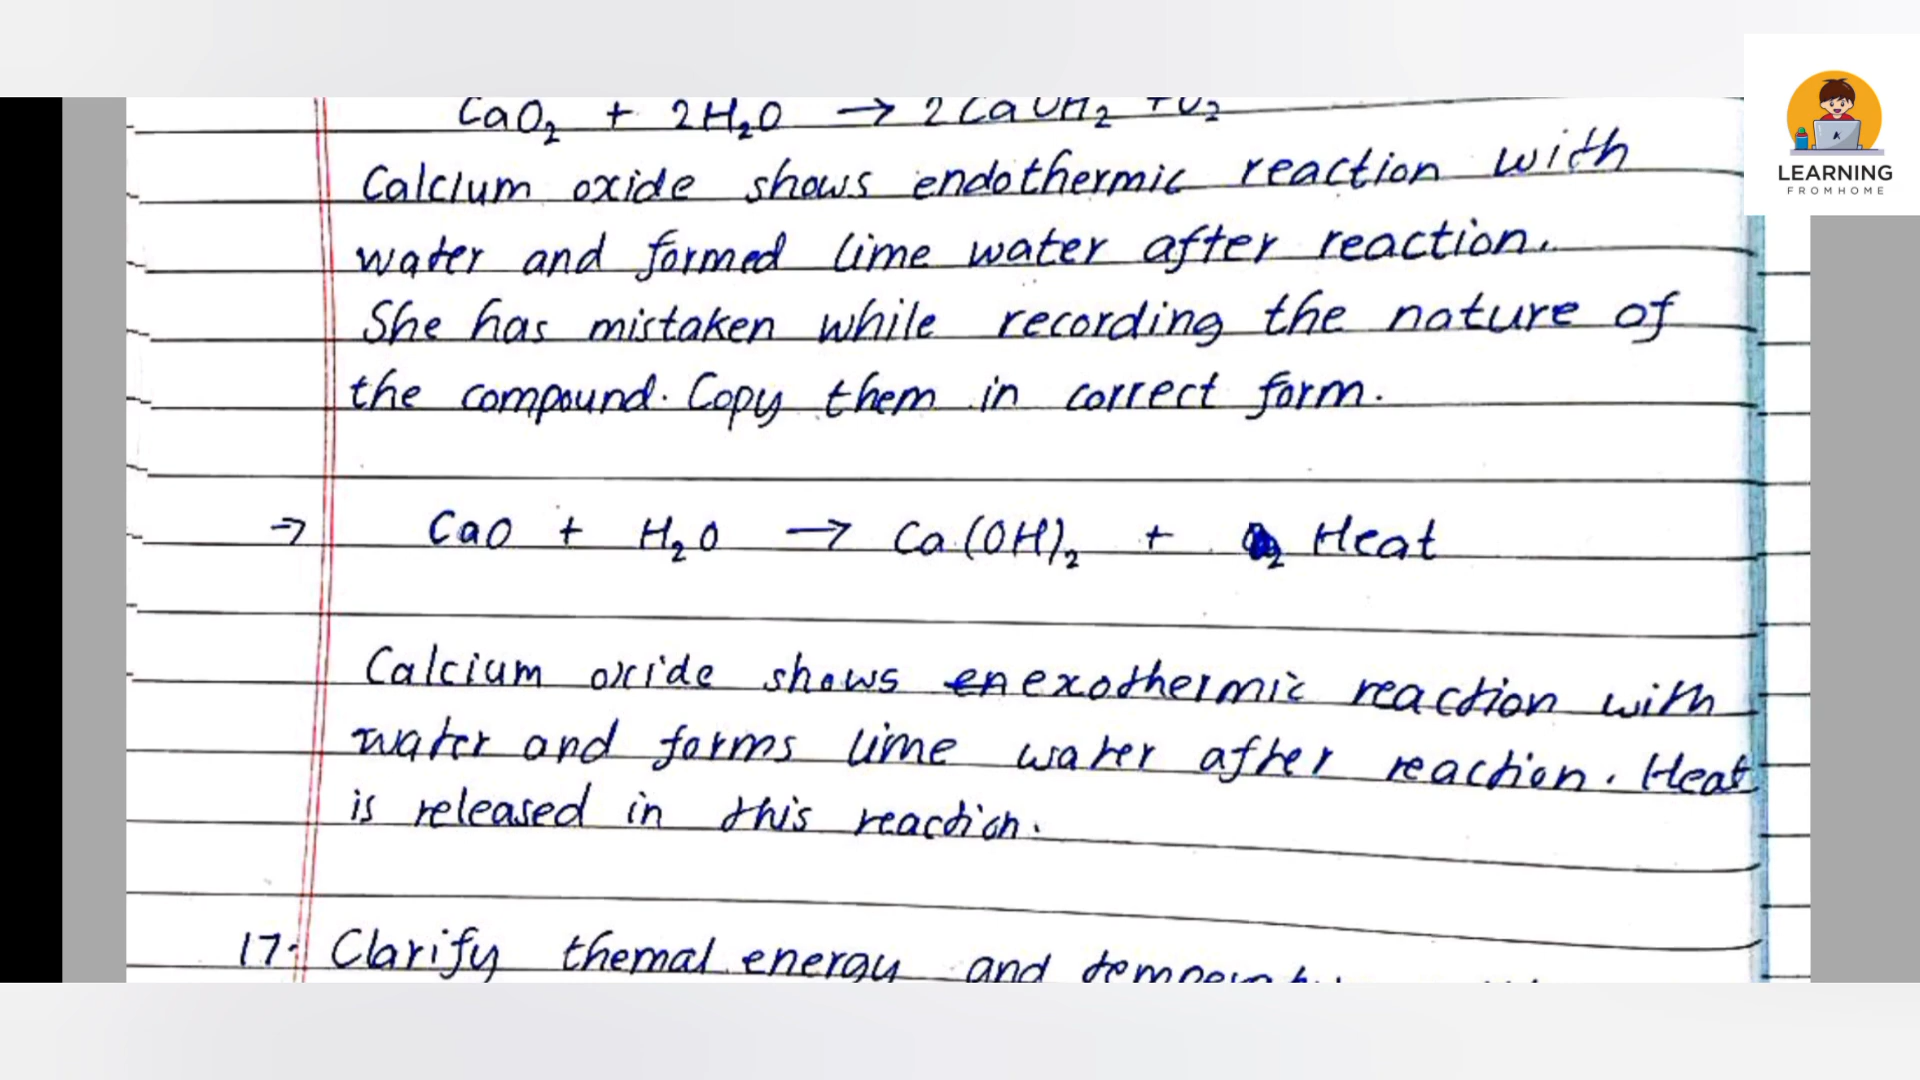 CaO₂ + 2H₂O → 2CaOH₂ + O₂
Calcium oxide shows endothermic reaction with
water and formed lime water after reaction.
She has mistaken while recording the nature of
the compound. Copy them in correct form.
⇒ CaO + H₂O → Ca(OH)₂ + Heat
Calcium oxide shows exothermic reaction with
water and forms lime water after reaction. Heat
is released in this reaction.
17. Clarify themal energy and
LEARNING
FROMHOME